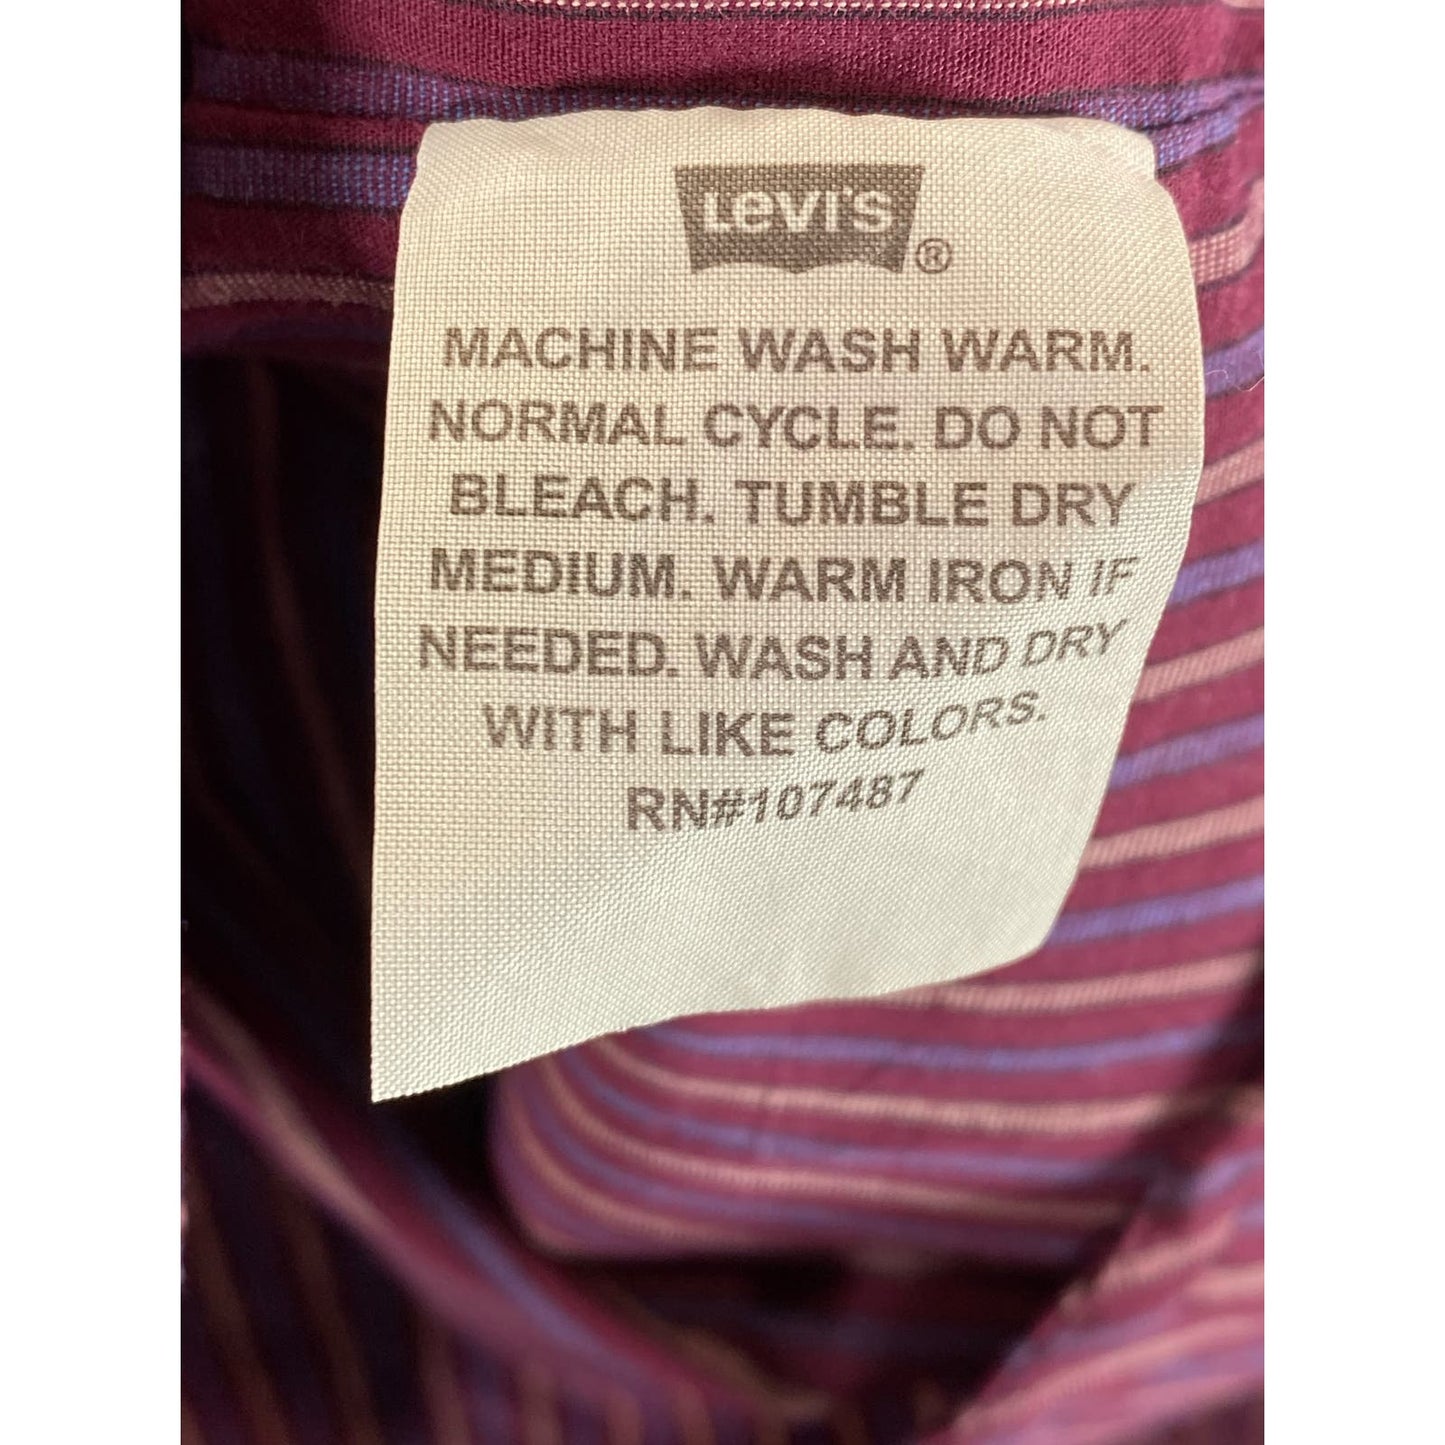 Levi's
®
MACHINE WASH WARM.
NORMAL CYCLE. DO NOT
BLEACH. TUMBLE DRY
MEDIUM. WARM IRON IF
NEEDED. WASH AND DRY
WITH LIKE COLORS.
RN#107487